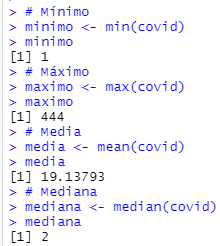 > # Mínimo
> minimo <- min(covid)
> minimo
[1] 1
> # Máximo
> maximo <- max(covid)
> maximo
[1] 444
> # Media
> media <- mean(covid)
> media
[1] 19.13793
> # Mediana
> mediana <- median(covid)
> mediana
[1] 2